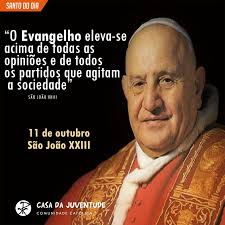 SANTO DO DIA
“O Evangelho eleva-se
acima de todas as
opiniões e de todos
os partidos que agitam
a sociedade”
SÃO JOÃO XXIII
11 de outubro
São João XXIII
CASA DA JUVENTUDE
COMUNIDADE CATÓLICA